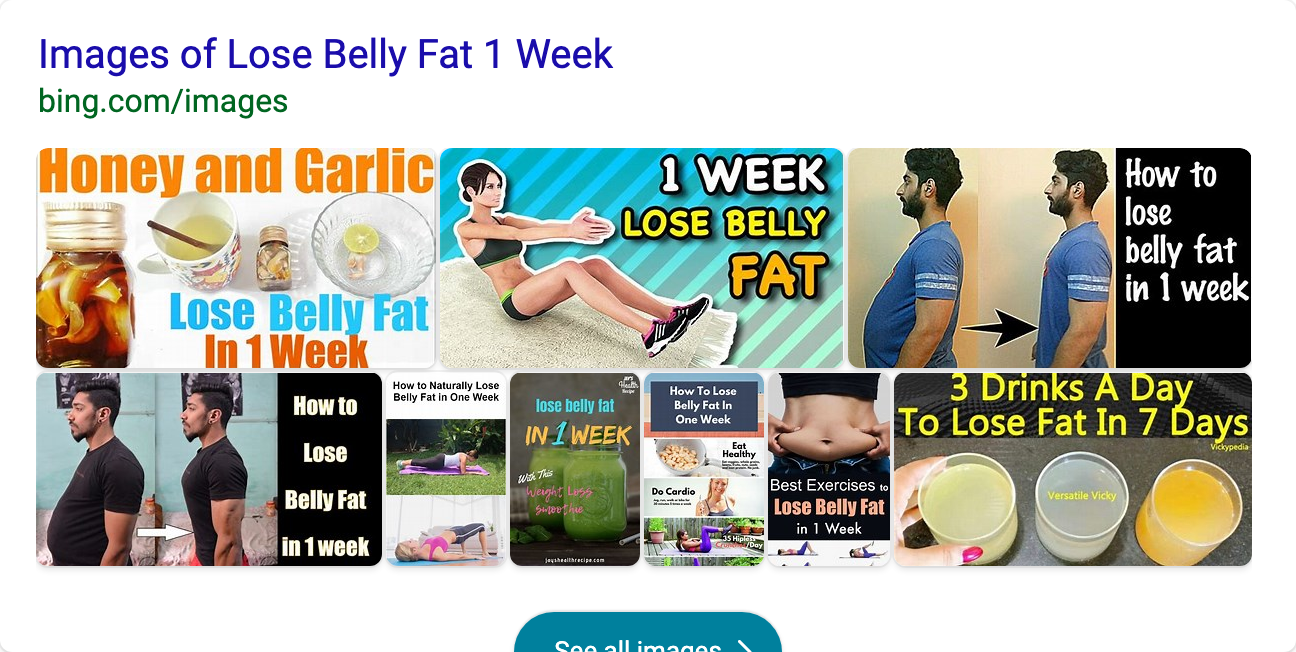 Images of Lose Belly Fat 1 Week
bing.com/images
Honey and Garlic
Lose Belly Fat
In 1 Week
1 WEEK
LOSE BELLY
FAT
How to
lose
belly fat
in 1 week
How to
Lose
Belly Fat
in 1 week
How to Naturally Lose
Belly Fat in One Week
Health
Recipe
lose belly fat
IN 1 WEEK
With This
Weight Loss
Smoothie
joyshealthrecipe.com
How To Lose
Belly Fat In
One Week
Eat
Healthy
Do Cardio
35 Hiplest
/Day
Best Exercises to
Lose Belly Fat
in 1 Week
3 Drinks A Day
To Lose Fat In 7 Days
Vickypedia
Versatile Vicky
See all images